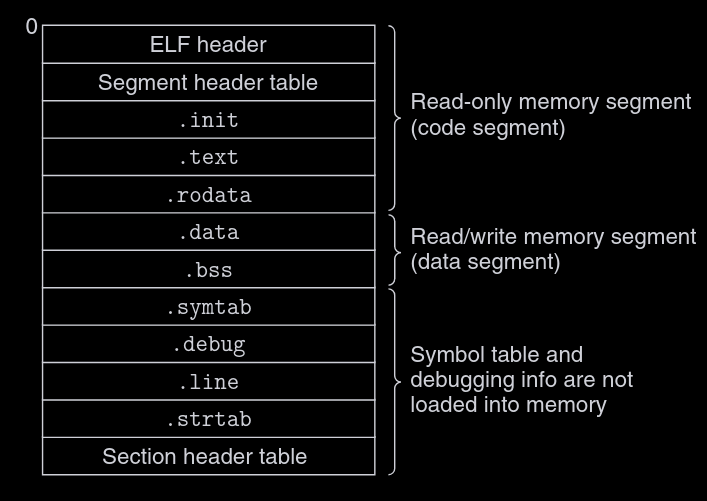 0
ELF header
Segment header table
.init
.text
.rodata
.data
.bss
.symtab
.debug
.line
.strtab
Section header table
Read-only memory segment
(code segment)
Read/write memory segment
(data segment)
Symbol table and
debugging info are not
loaded into memory